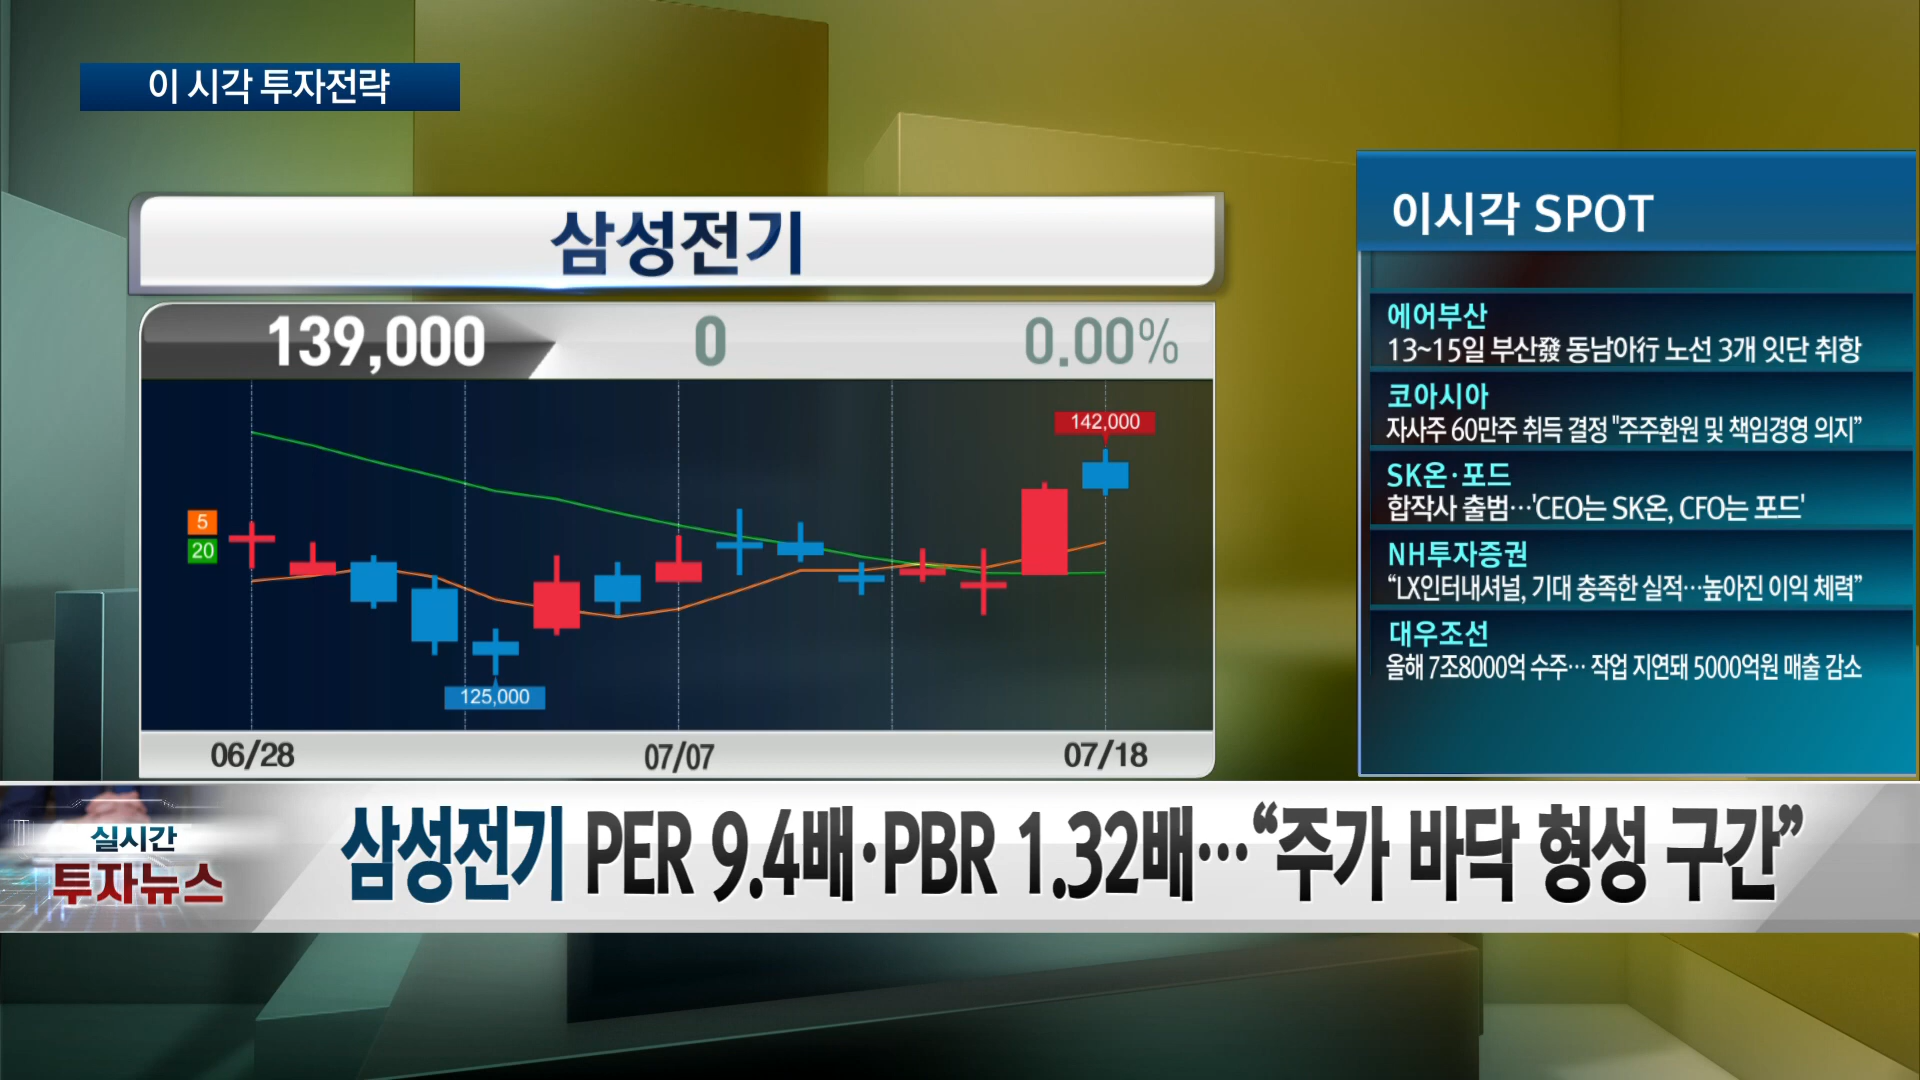 이 시각 투자전략
삼성전기
139,000 0 0.00%
142,000
5
20
125,000
06/28 07/07 07/18
이시각 SPOT
에어부산
13~15일 부산發 동남아行 노선 3개 잇단 취항
코아시아
자사주 60만주 취득 결정 "주주환원 및 책임경영 의지"
SK온·포드
합작사 출범…'CEO는 SK온, CFO는 포드'
NH투자증권
“LX인터내셔널, 기대 충족한 실적…높아진 이익 체력”
대우조선
올해 7조8000억 수주… 작업 지연돼 5000억원 매출 감소
실시간
투자뉴스
삼성전기 PER 9.4배·PBR 1.32배…“주가 바닥 형성 구간”